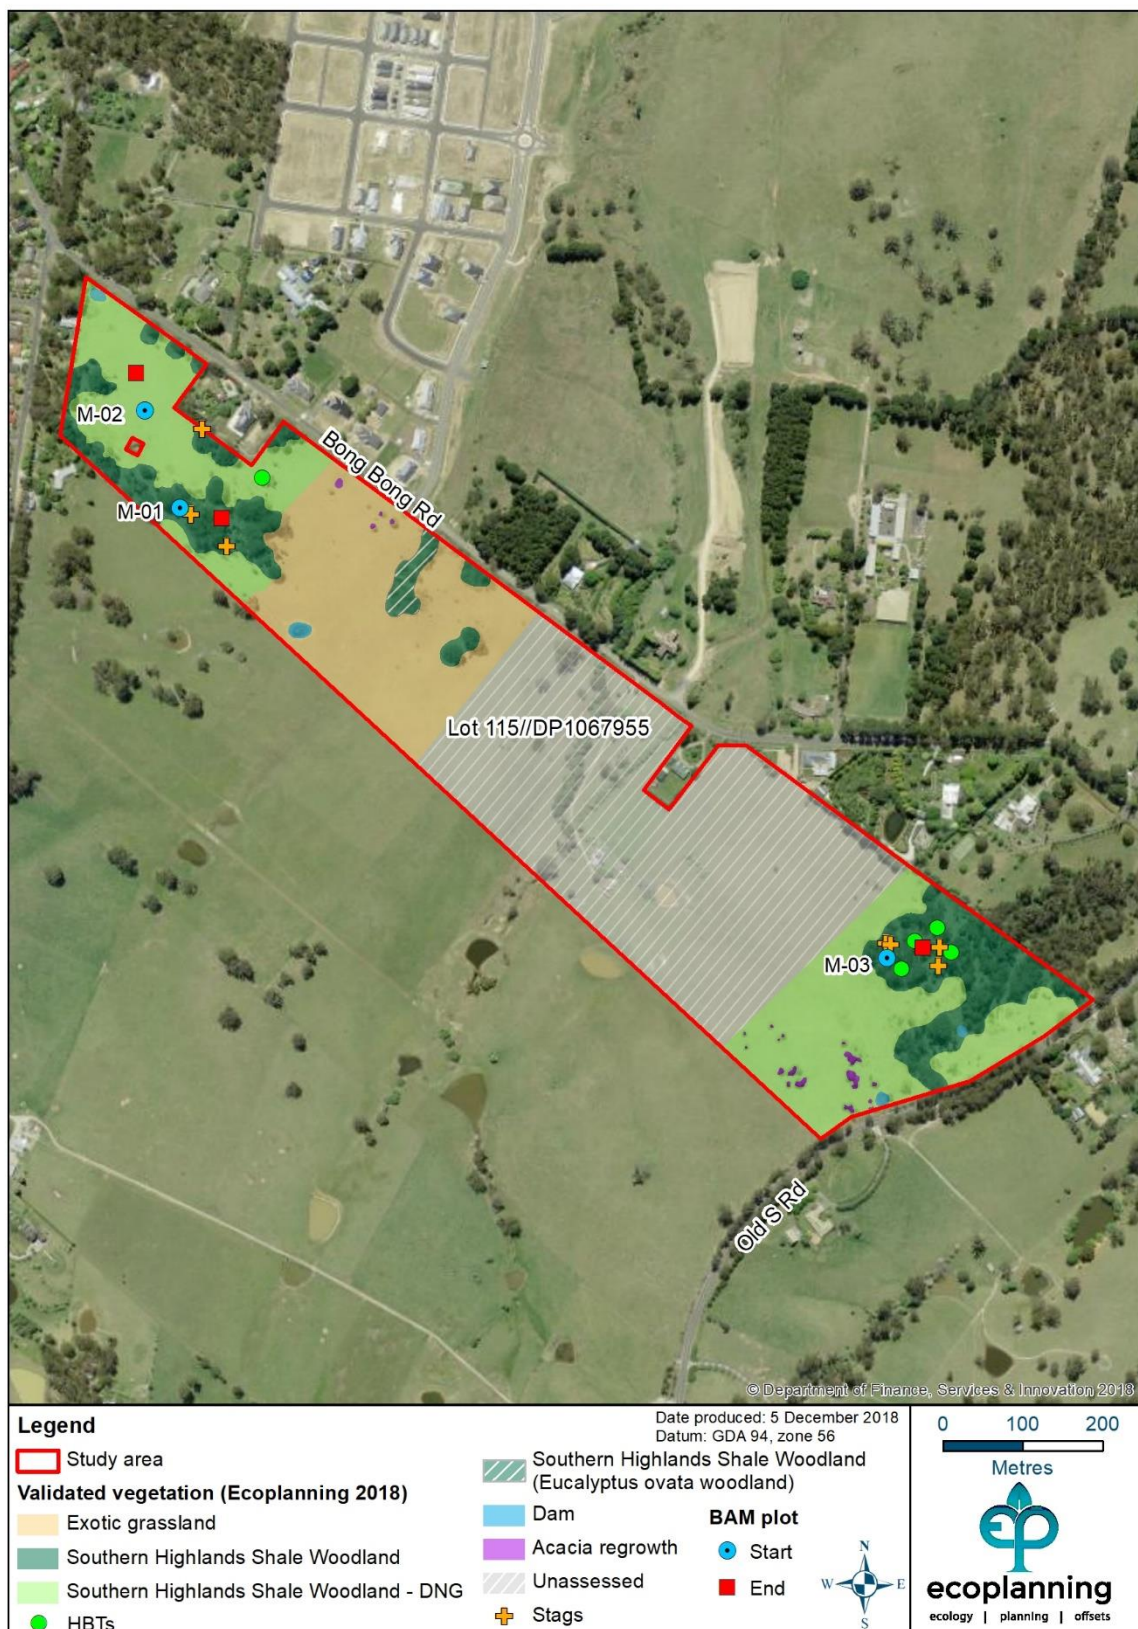 M-02
M-01
Bong Bong Rd
Lot 115//DP1067955
M-03
Old S Rd
© Department of Finance, Services & Innovation 2018
Legend
Study area
Validated vegetation (Ecoplanning 2018)
Exotic grassland
Southern Highlands Shale Woodland
Southern Highlands Shale Woodland - DNG
HBTs
Southern Highlands Shale Woodland
(Eucalyptus ovata woodland)
Dam
Acacia regrowth
Unassessed
Stags
Date produced: 5 December 2018
Datum: GDA 94, zone 56
BAM plot
Start
End
N
W
E
S
0 100 200
Metres
ep
ecoplanning
ecology | planning | offsets